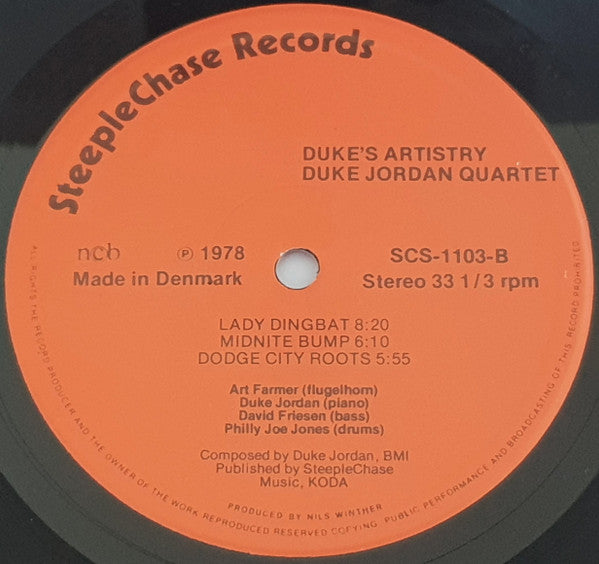 SteepleChase Records
DUKE'S ARTISTRY
DUKE JORDAN QUARTET
ncb
℗ 1978
Made in Denmark
SCS-1103-B
Stereo 33 1/3 rpm
LADY DINGBAT 8:20
MIDNITE BUMP 6:10
DODGE CITY ROOTS 5:55
Art Farmer (flugelhorn)
Duke Jordan (piano)
David Friesen (bass)
Philly Joe Jones (drums)
Composed by Duke Jordan, BMI
Published by SteepleChase
Music, KODA
PRODUCED BY NILS WINTHER
ALL RIGHTS THE RECORD PRODUCER AND THE OWNER OF THE WORK REPRODUCED RESERVED COPYING, PUBLIC PERFORMANCE AND BROADCASTING OF THIS RECORD PROHIBITED